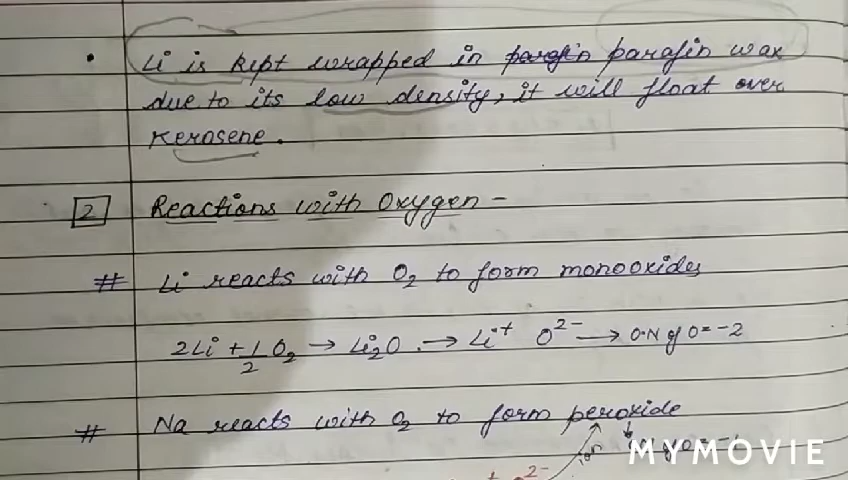 • Li is kept wrapped in parafin wax
due to its low density, it will float over
Kerosene.
2 Reactions with Oxygen -
# Li reacts with O₂ to form monooxides
2Li + 1/2 O₂ → Li₂O → Li⁺ O²⁻ → O.N of O = -2
# Na reacts with O₂ to form peroxide
ion
2-
MYMOVIE